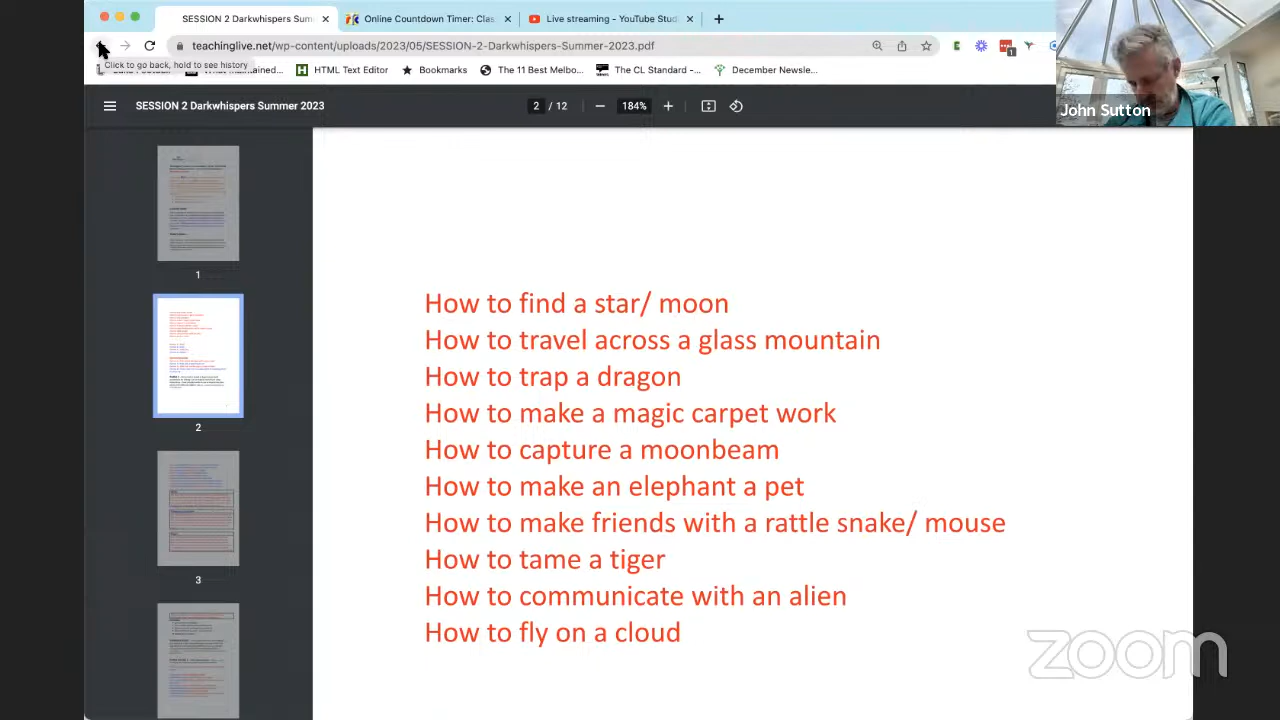 SESSION 2 Darkwhispers Sum
Online Countdown Timer: Clas
Live streaming - YouTube Stud
teachinglive.net/wp-content/uploads/2023/05/SESSION-2-Darkwhispers-Summer-2023.pdf
1
Click to go back, hold to see history
HTML Text Editor
Bookmarks
The 11 Best Melbo...
The CL Standard -...
December Newsle...
SESSION 2 Darkwhispers Summer 2023
2 / 12
184%
John Sutton
1
2
3
How to find a star/ moon
How to travel across a glass mountain
How to trap a dragon
How to make a magic carpet work
How to capture a moonbeam
How to make an elephant a pet
How to make friends with a rattle snake/ mouse
How to tame a tiger
How to communicate with an alien
How to fly on a cloud
zoom